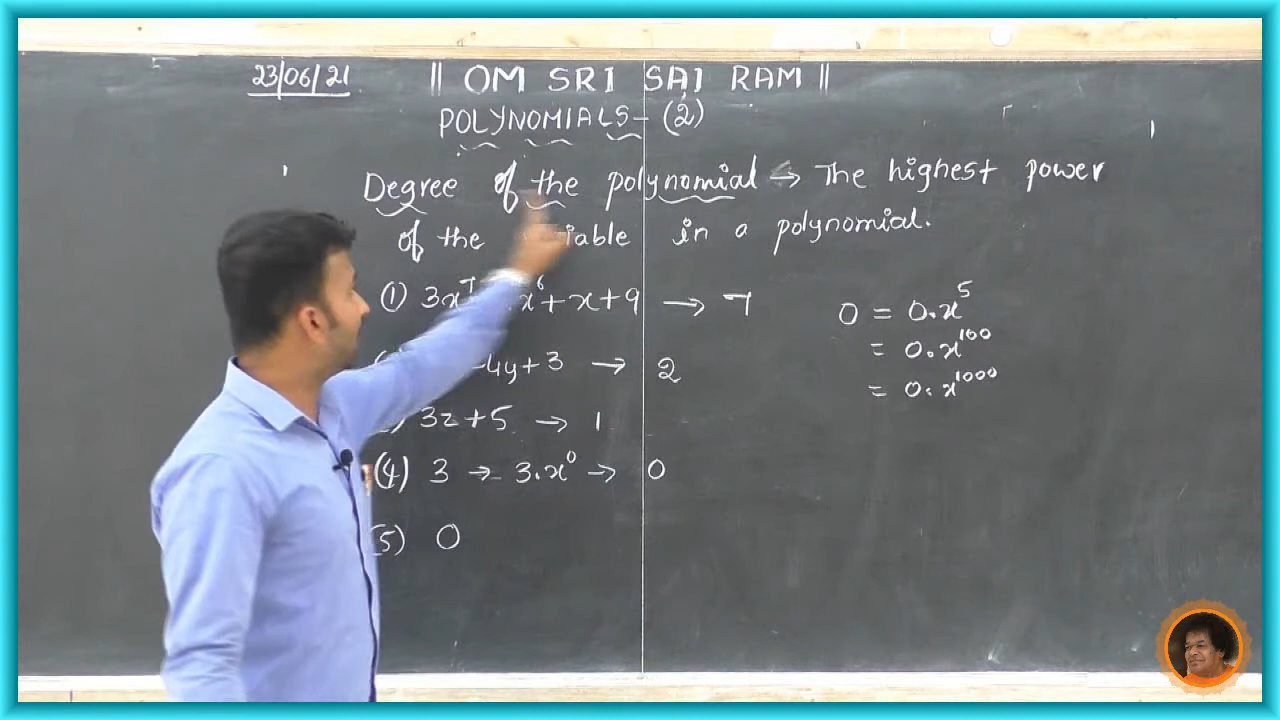 23/06/21
|| OM SRI SAI RAM ||
POLYNOMIALS - (2)
Degree of the polynomial → The highest power
of the iable in a polynomial.
(1) 3x⁷ x⁶ + x + 9 → 7
-4y + 3 → 2
3z + 5 → 1
(4) 3 → 3.x⁰ → 0
(5) 0
0 = 0.x⁵
= 0.x¹⁰⁰
= 0.x¹⁰⁰⁰